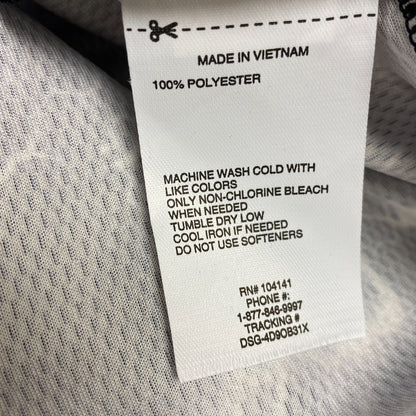 MADE IN VIETNAM
100% POLYESTER
MACHINE WASH COLD WITH
LIKE COLORS
ONLY NON-CHLORINE BLEACH
WHEN NEEDED
TUMBLE DRY LOW
COOL IRON IF NEEDED
DO NOT USE SOFTENERS
RN# 104141
PHONE #:
1-877-846-9997
TRACKING #
DSG-4D9OB31X